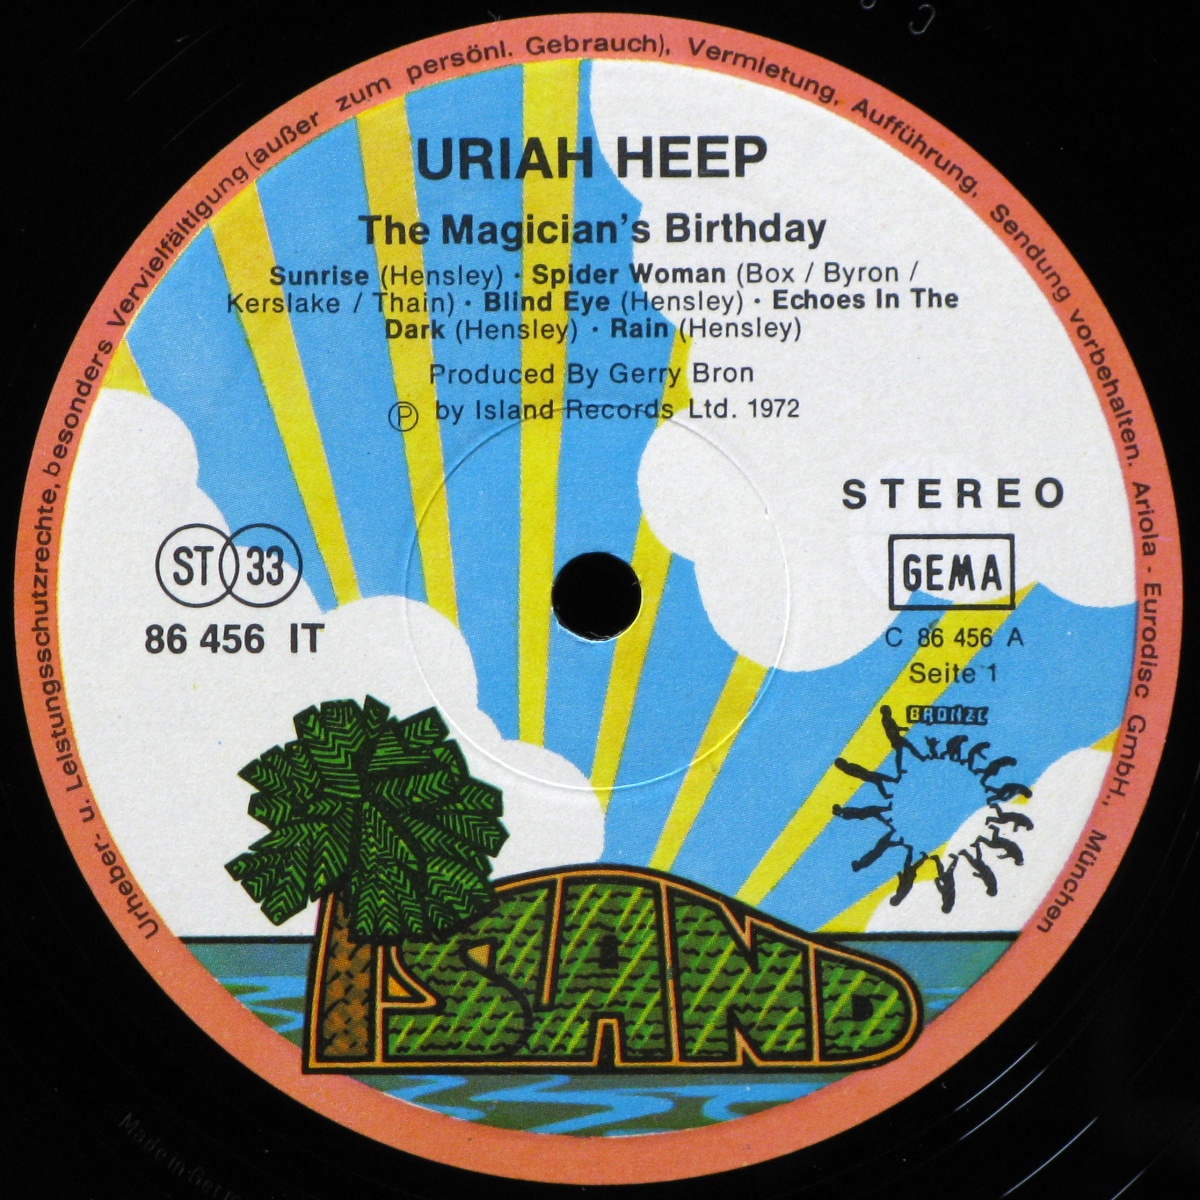 Urheber- u. Leistungsschutzrechte, besonders Vervielfältigung (außer zum persönl. Gebrauch), Vermietung, Aufführung, Sendung vorbehalten. Ariola - Eurodisc GmbH., München
URIAH HEEP
The Magician's Birthday
Sunrise (Hensley) · Spider Woman (Box / Byron /
Kerslake / Thain) · Blind Eye (Hensley) · Echoes In The
Dark (Hensley) · Rain (Hensley)
Produced By Gerry Bron
Ⓟ by Island Records Ltd. 1972
STEREO
ST 33
GEMA
86 456 IT
C 86 456 A
Seite 1
BRONZE
ISLAND
Made in